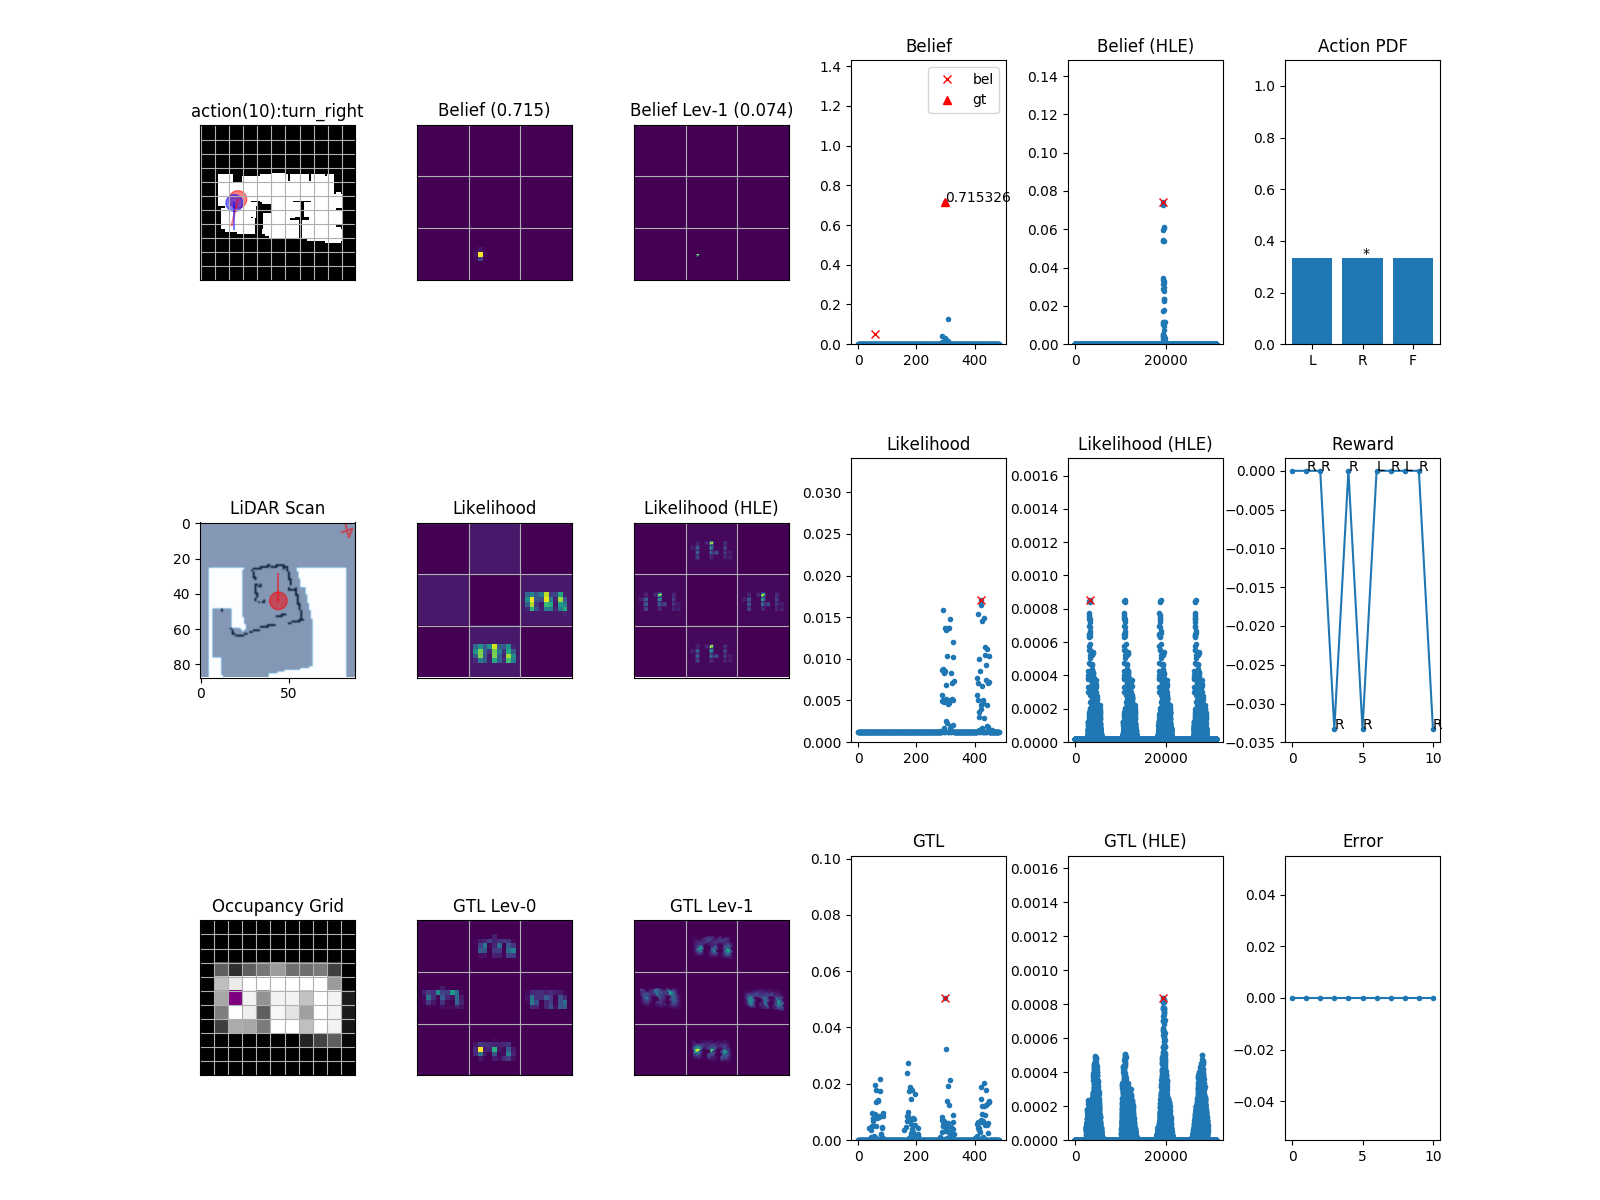 Belief
Belief (HLE)
Action PDF
action(10):turn_right
Belief (0.715)
Belief Lev-1 (0.074)
1.4
1.2
1.0
0.8
0.6
0.4
0.2
0.0
bel
gt
0.715326
0 200 400
0.14
0.12
0.10
0.08
0.06
0.04
0.02
0.00
0 20000
1.0
0.8
0.6
0.4
0.2
0.0
*
L R F
LiDAR Scan
0
20
40
60
80
0 50
Likelihood
Likelihood (HLE)
Likelihood
0.030
0.025
0.020
0.015
0.010
0.005
0.000
0 200 400
Likelihood (HLE)
0.0016
0.0014
0.0012
0.0010
0.0008
0.0006
0.0004
0.0002
0.0000
0 20000
Reward
0.000
−0.005
−0.010
−0.015
−0.020
−0.025
−0.030
−0.035
R R R L R L R
R R R
0 5 10
Occupancy Grid
GTL Lev-0
GTL Lev-1
GTL
0.10
0.08
0.06
0.04
0.02
0.00
0 200 400
GTL (HLE)
0.0016
0.0014
0.0012
0.0010
0.0008
0.0006
0.0004
0.0002
0.0000
0 20000
Error
0.04
0.02
0.00
−0.02
−0.04
0 10